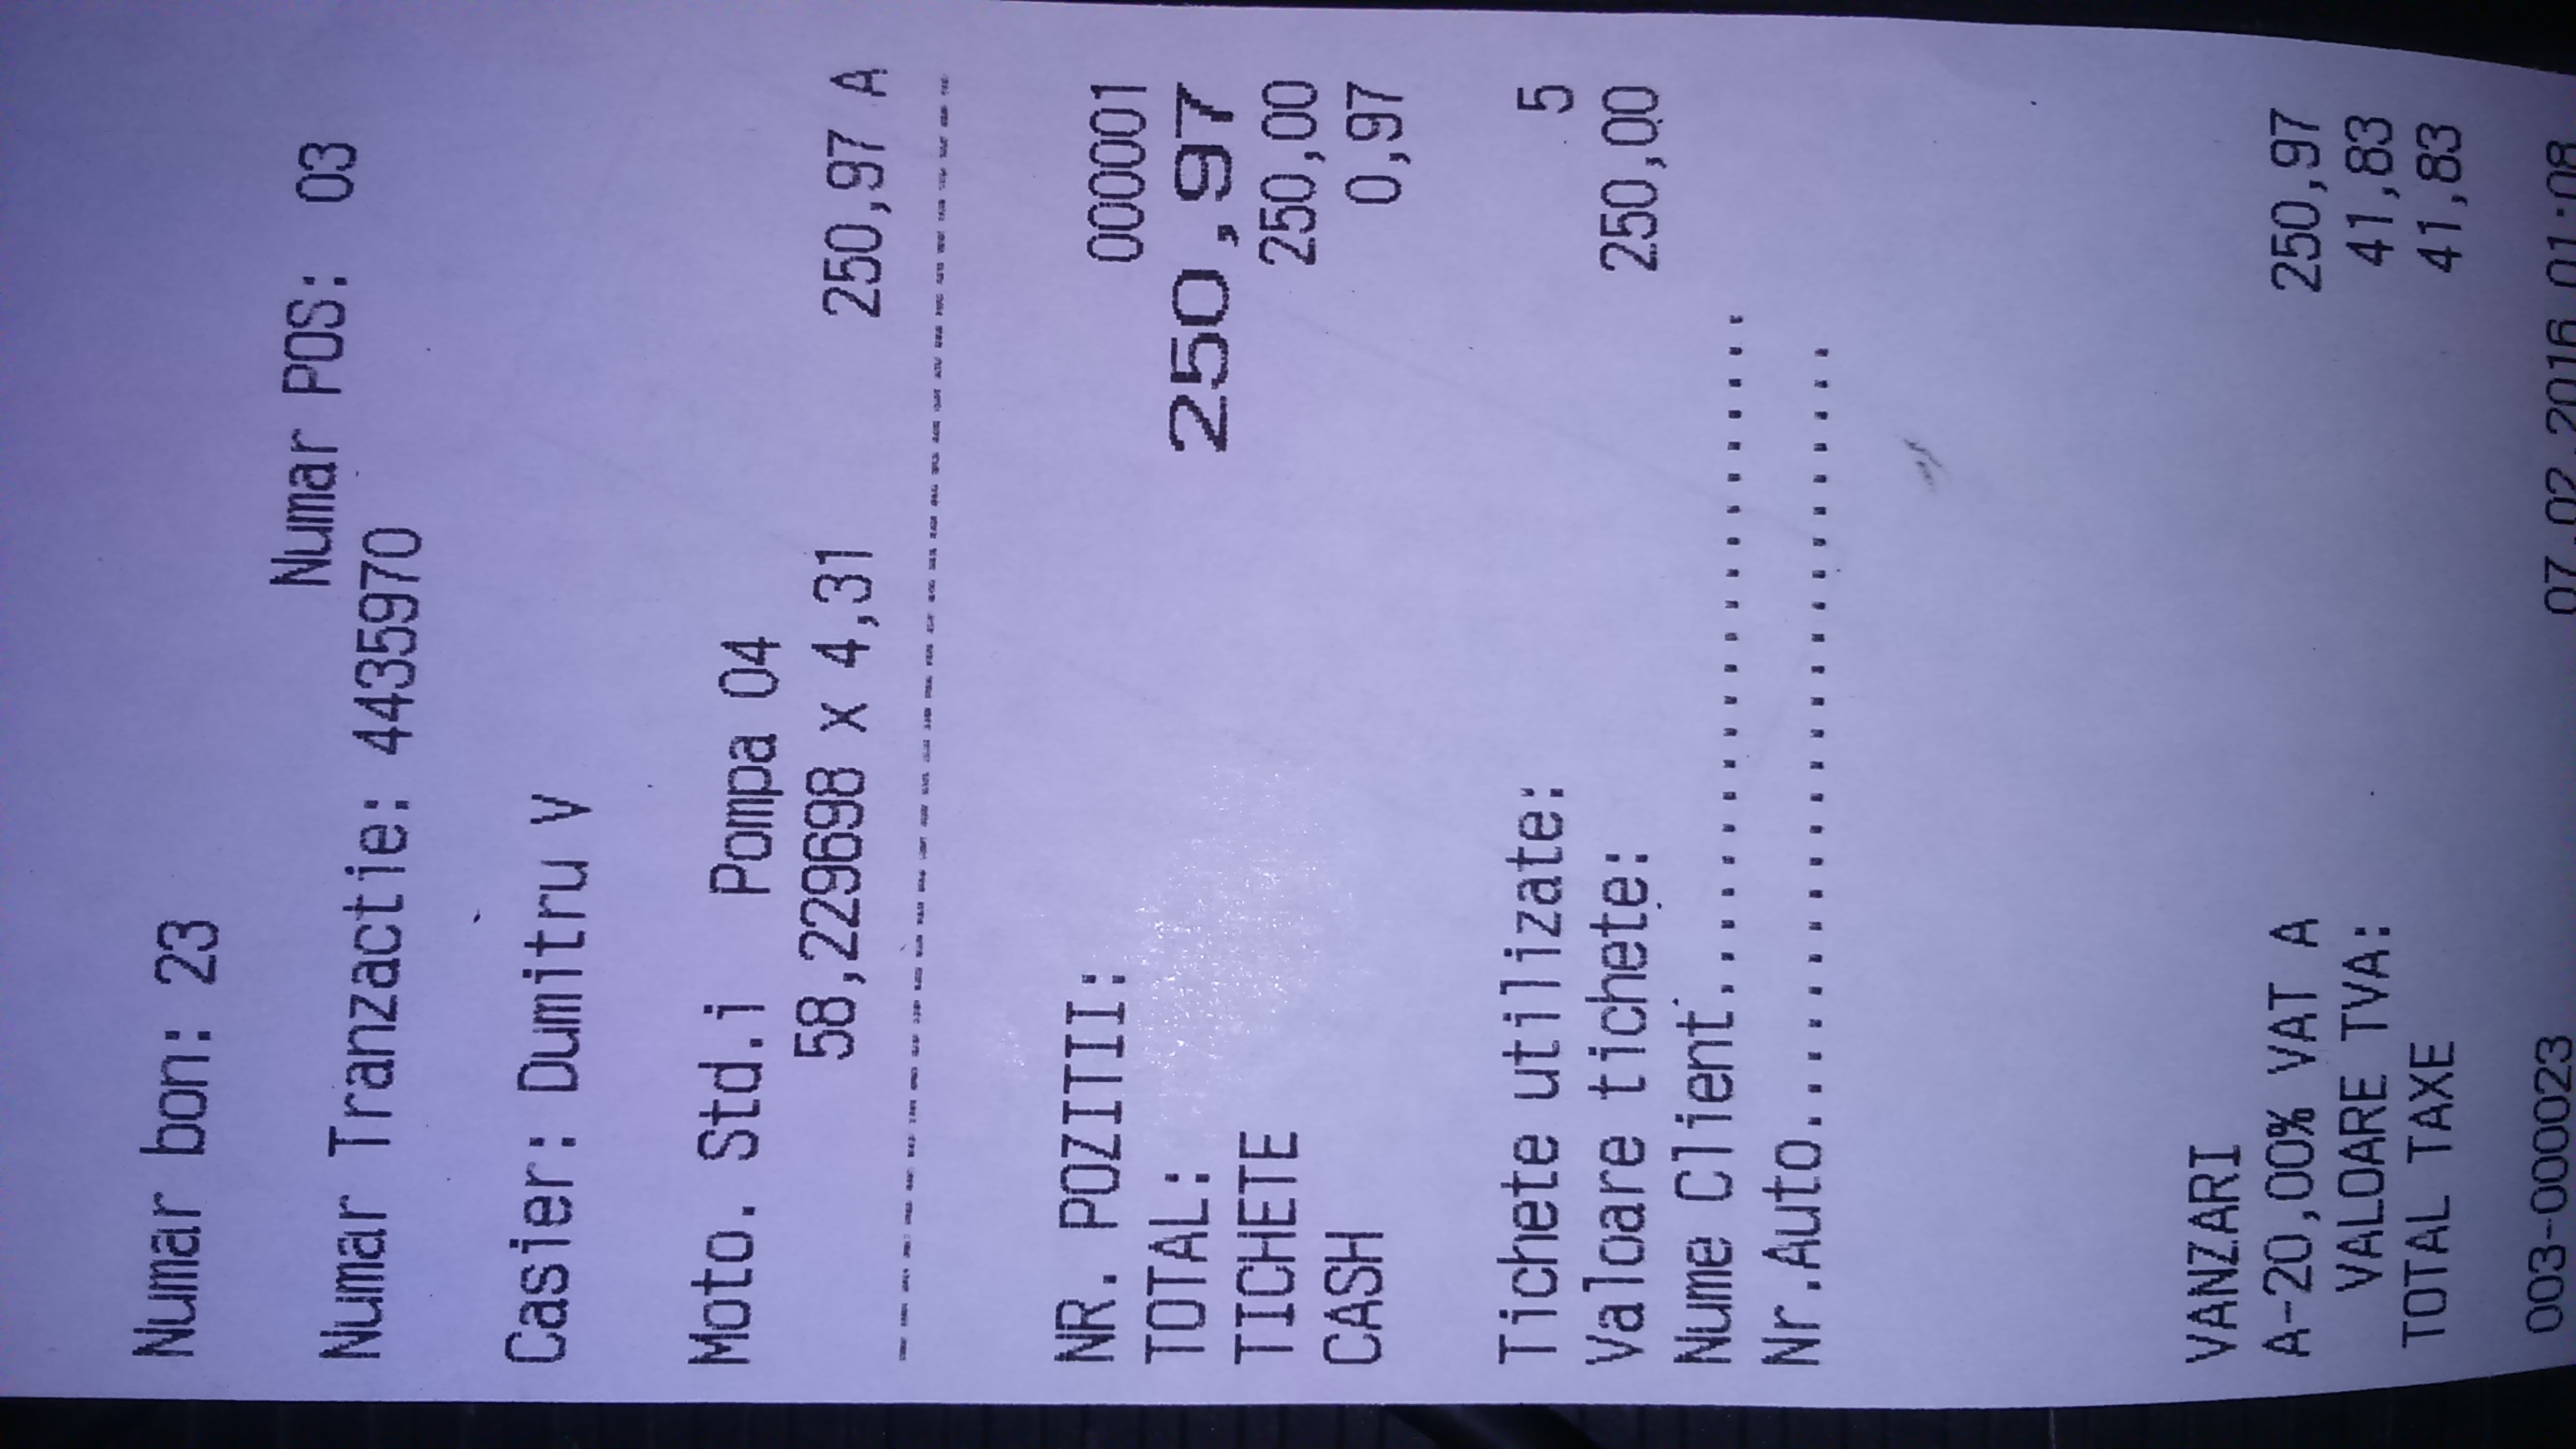 Numar bon: 23
Numar POS: 03
Numar Tranzactie: 4435970
Casier: Dumitru V
Moto. Std.i Pompa 04
58,229698 x 4,31 250,97 A
--------------------------------
NR. POZITII: 000001
TOTAL: 250,97
TICHETE 250,00
CASH 0,97
Tichete utilizate: 5
Valoare tichete: 250,00
Nume Client......................
Nr.Auto......................
VANZARI
A-20,00% VAT A 250,97
VALOARE TVA: 41,83
TOTAL TAXE 41,83
003-000023 07.02.2016 01:08